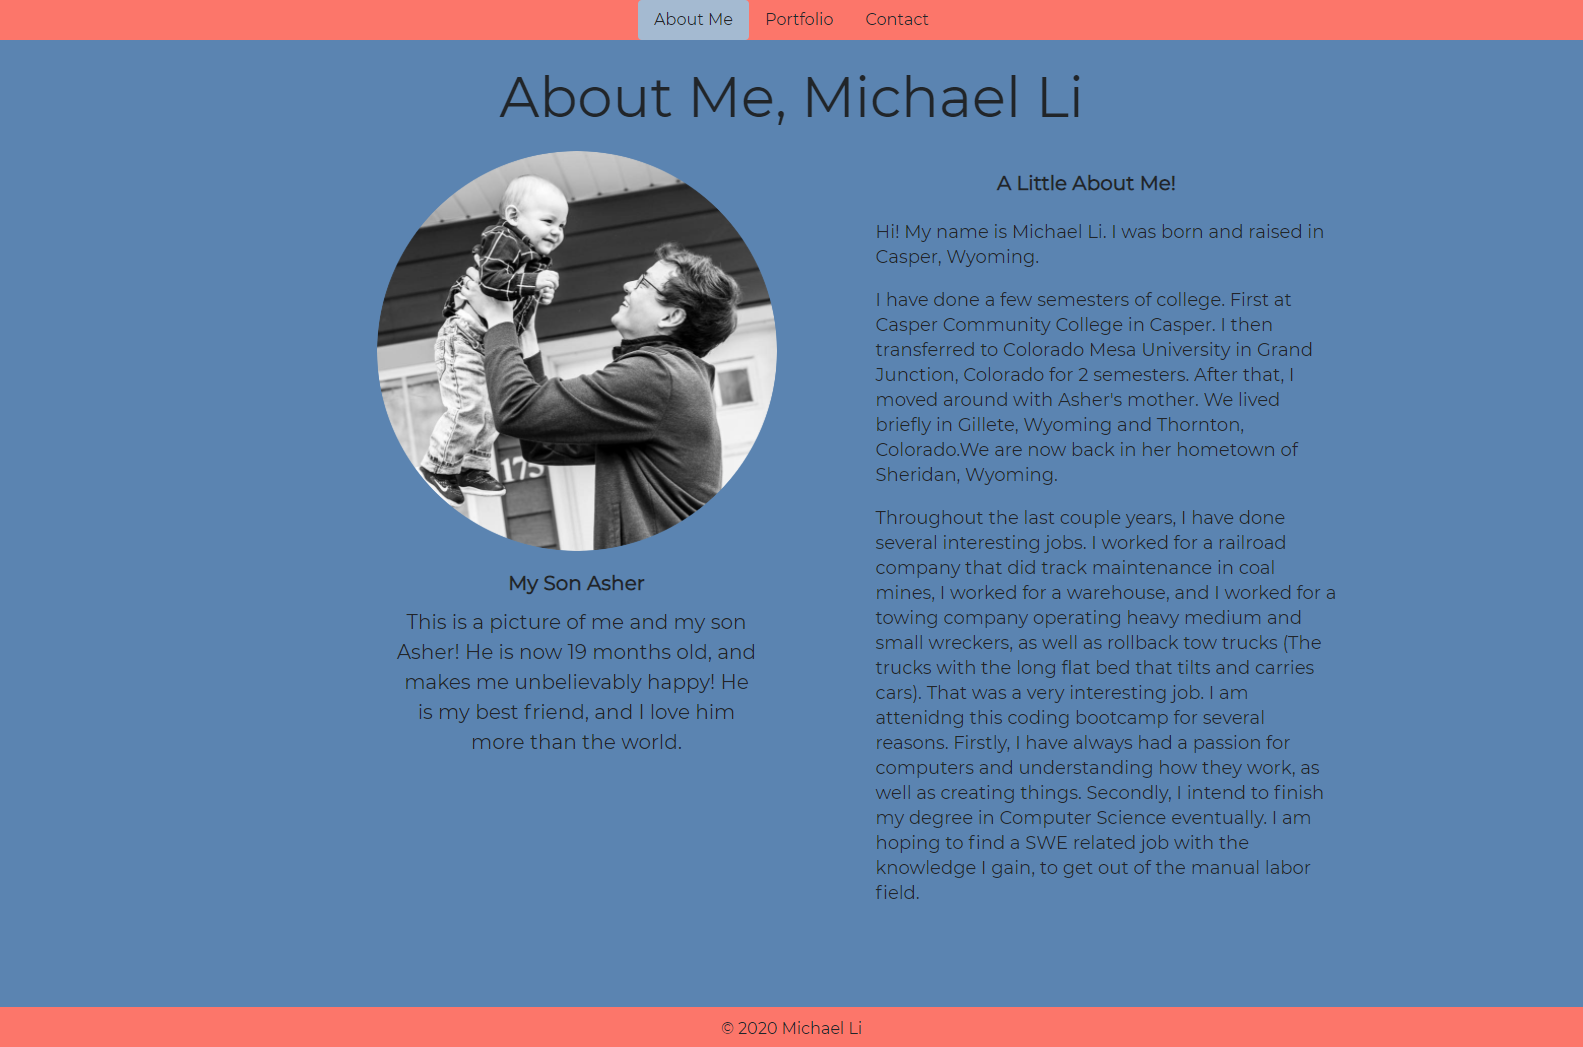 About Me Portfolio Contact
About Me, Michael Li
175
My Son Asher
This is a picture of me and my son
Asher! He is now 19 months old, and
makes me unbelievably happy! He
is my best friend, and I love him
more than the world.
A Little About Me!
Hi! My name is Michael Li. I was born and raised in
Casper, Wyoming.
I have done a few semesters of college. First at
Casper Community College in Casper. I then
transferred to Colorado Mesa University in Grand
Junction, Colorado for 2 semesters. After that, I
moved around with Asher's mother. We lived
briefly in Gillete, Wyoming and Thornton,
Colorado.We are now back in her hometown of
Sheridan, Wyoming.
Throughout the last couple years, I have done
several interesting jobs. I worked for a railroad
company that did track maintenance in coal
mines, I worked for a warehouse, and I worked for a
towing company operating heavy medium and
small wreckers, as well as rollback tow trucks (The
trucks with the long flat bed that tilts and carries
cars). That was a very interesting job. I am
attenidng this coding bootcamp for several
reasons. Firstly, I have always had a passion for
computers and understanding how they work, as
well as creating things. Secondly, I intend to finish
my degree in Computer Science eventually. I am
hoping to find a SWE related job with the
knowledge I gain, to get out of the manual labor
field.
© 2020 Michael Li